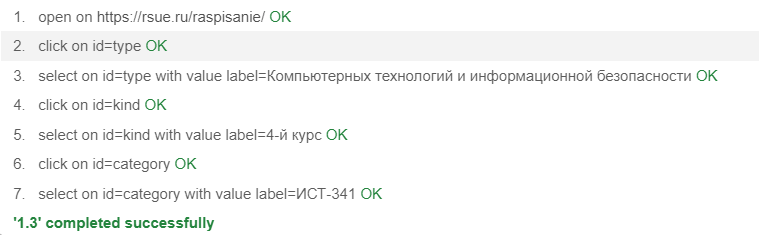 1. open on https://rsue.ru/raspisanie/ OK
2. click on id=type OK
3. select on id=type with value label=Компьютерных технологий и информационной безопасности OK
4. click on id=kind OK
5. select on id=kind with value label=4-й курс OK
6. click on id=category OK
7. select on id=category with value label=ИСТ-341 OK
'1.3' completed successfully